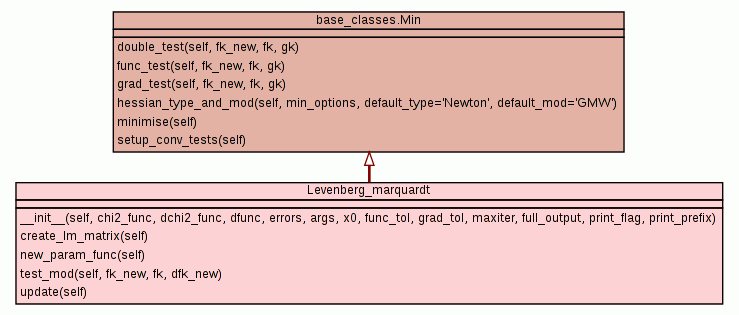 base_classes.Min
double_test(self, fk_new, fk, gk)
func_test(self, fk_new, fk, gk)
grad_test(self, fk_new, fk, gk)
hessian_type_and_mod(self, min_options, default_type='Newton', default_mod='GMW')
minimise(self)
setup_conv_tests(self)
Levenberg_marquardt
__init__(self, chi2_func, dchi2_func, dfunc, errors, args, x0, func_tol, grad_tol, maxiter, full_output, print_flag, print_prefix)
create_lm_matrix(self)
new_param_func(self)
test_mod(self, fk_new, fk, dfk_new)
update(self)